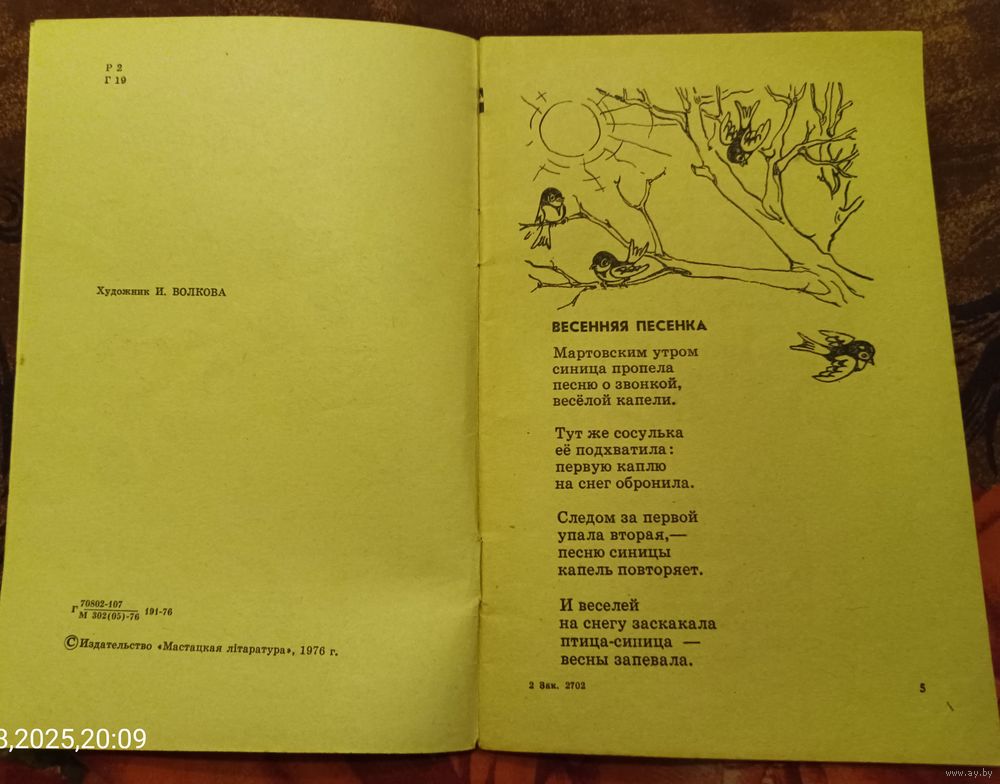 Р 2
Г 19
Художник И. ВОЛКОВА
Г 70802-107
М 302(05)-76 191-76
© Издательство «Мастацкая літаратура», 1976 г.
ВЕСЕННЯЯ ПЕСЕНКА
Мартовским утром
синица пропела
песню о звонкой,
весёлой капели.
Тут же сосулька
её подхватила:
первую каплю
на снег обронила.
Следом за первой
упала вторая,—
песню синицы
капель повторяет.
И веселей
на снегу заскакала
птица-синица —
весны запевала.
2 Зак. 2702
5
,2025,20:09
www.ay.by